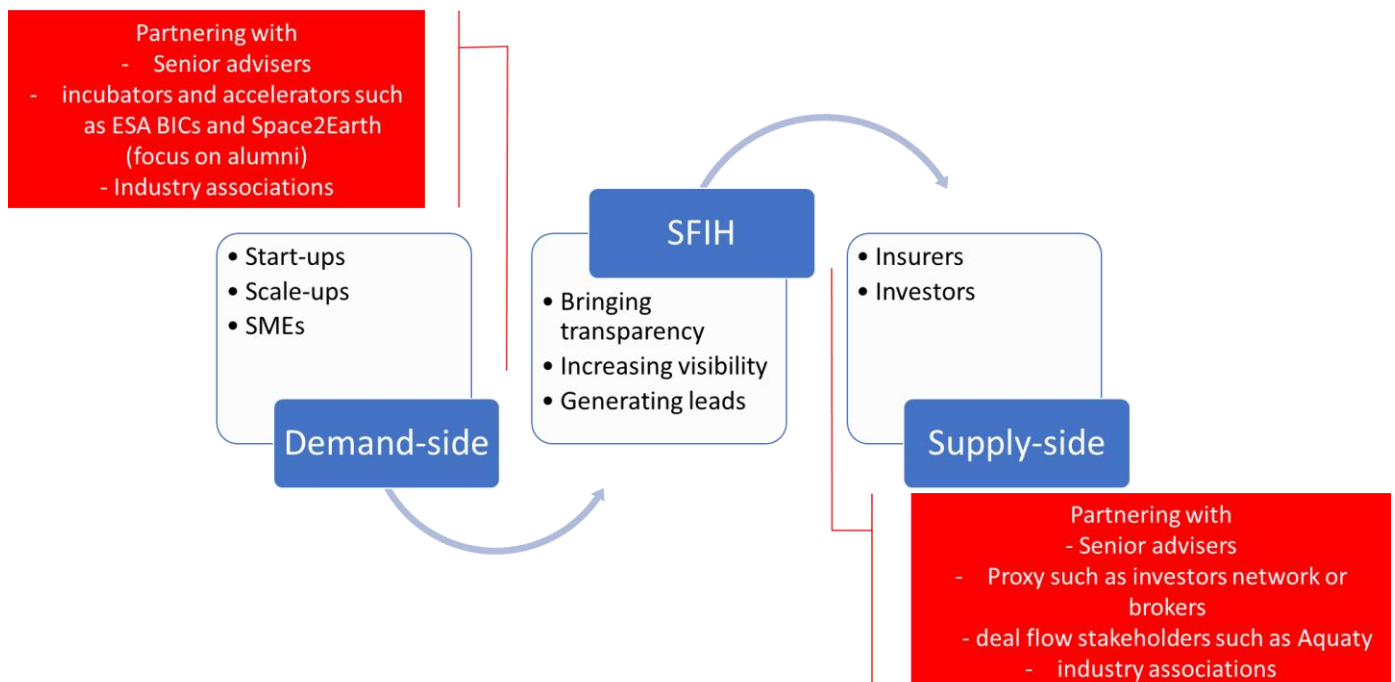 Partnering with
- Senior advisers
- incubators and accelerators such
as ESA BICs and Space2Earth
(focus on alumni)
- Industry associations
• Start-ups
• Scale-ups
• SMEs
Demand-side
SFIH
• Bringing
transparency
• Increasing visibility
• Generating leads
• Insurers
• Investors
Supply-side
Partnering with
- Senior advisers
- Proxy such as investors network or
brokers
- deal flow stakeholders such as Aquaty
- industry associations